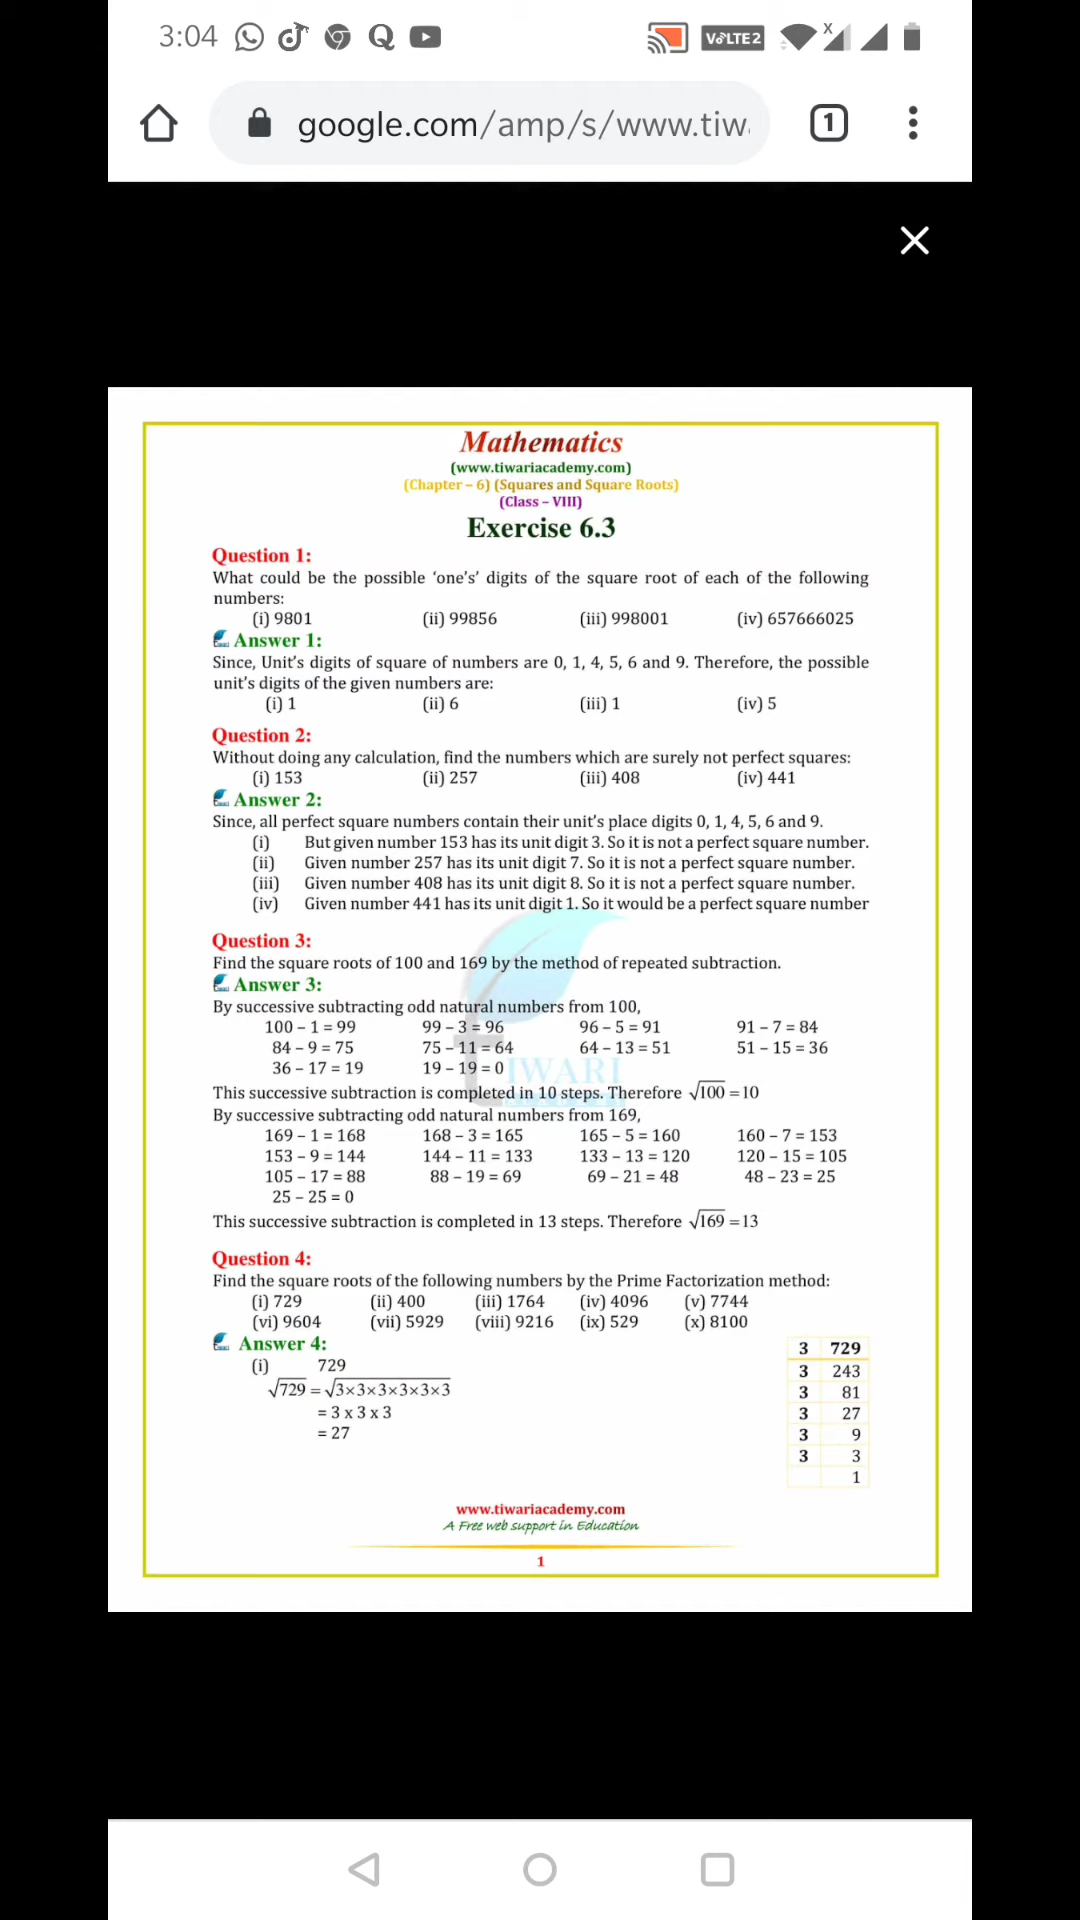 3:04 Q VoLTE2 X
google.com/amp/s/www.tiw
1
Mathematics
(www.tiwariacademy.com)
(Chapter – 6) (Squares and Square Roots)
(Class – VIII)
Exercise 6.3
Question 1:
What could be the possible ‘one’s’ digits of the square root of each of the following
numbers:
(i) 9801 (ii) 99856 (iii) 998001 (iv) 657666025
Answer 1:
Since, Unit’s digits of square of numbers are 0, 1, 4, 5, 6 and 9. Therefore, the possible
unit’s digits of the given numbers are:
(i) 1 (ii) 6 (iii) 1 (iv) 5
Question 2:
Without doing any calculation, find the numbers which are surely not perfect squares:
(i) 153 (ii) 257 (iii) 408 (iv) 441
Answer 2:
Since, all perfect square numbers contain their unit’s place digits 0, 1, 4, 5, 6 and 9.
(i) But given number 153 has its unit digit 3. So it is not a perfect square number.
(ii) Given number 257 has its unit digit 7. So it is not a perfect square number.
(iii) Given number 408 has its unit digit 8. So it is not a perfect square number.
(iv) Given number 441 has its unit digit 1. So it would be a perfect square number
Question 3:
Find the square roots of 100 and 169 by the method of repeated subtraction.
Answer 3:
By successive subtracting odd natural numbers from 100,
100 – 1 = 99 99 – 3 = 96 96 – 5 = 91 91 – 7 = 84
84 – 9 = 75 75 – 11 = 64 64 – 13 = 51 51 – 15 = 36
36 – 17 = 19 19 – 19 = 0
TIWARI
This successive subtraction is completed in 10 steps. Therefore √100 = 10
By successive subtracting odd natural numbers from 169,
169 – 1 = 168 168 – 3 = 165 165 – 5 = 160 160 – 7 = 153
153 – 9 = 144 144 – 11 = 133 133 – 13 = 120 120 – 15 = 105
105 – 17 = 88 88 – 19 = 69 69 – 21 = 48 48 – 23 = 25
25 – 25 = 0
This successive subtraction is completed in 13 steps. Therefore √169 = 13
Question 4:
Find the square roots of the following numbers by the Prime Factorization method:
(i) 729 (ii) 400 (iii) 1764 (iv) 4096 (v) 7744
(vi) 9604 (vii) 5929 (viii) 9216 (ix) 529 (x) 8100
Answer 4:
(i) 729
√729 = √3×3×3×3×3×3
= 3 x 3 x 3
= 27
3 729
3 243
3 81
3 27
3 9
3 3
1
www.tiwariacademy.com
A Free web support in Education
1